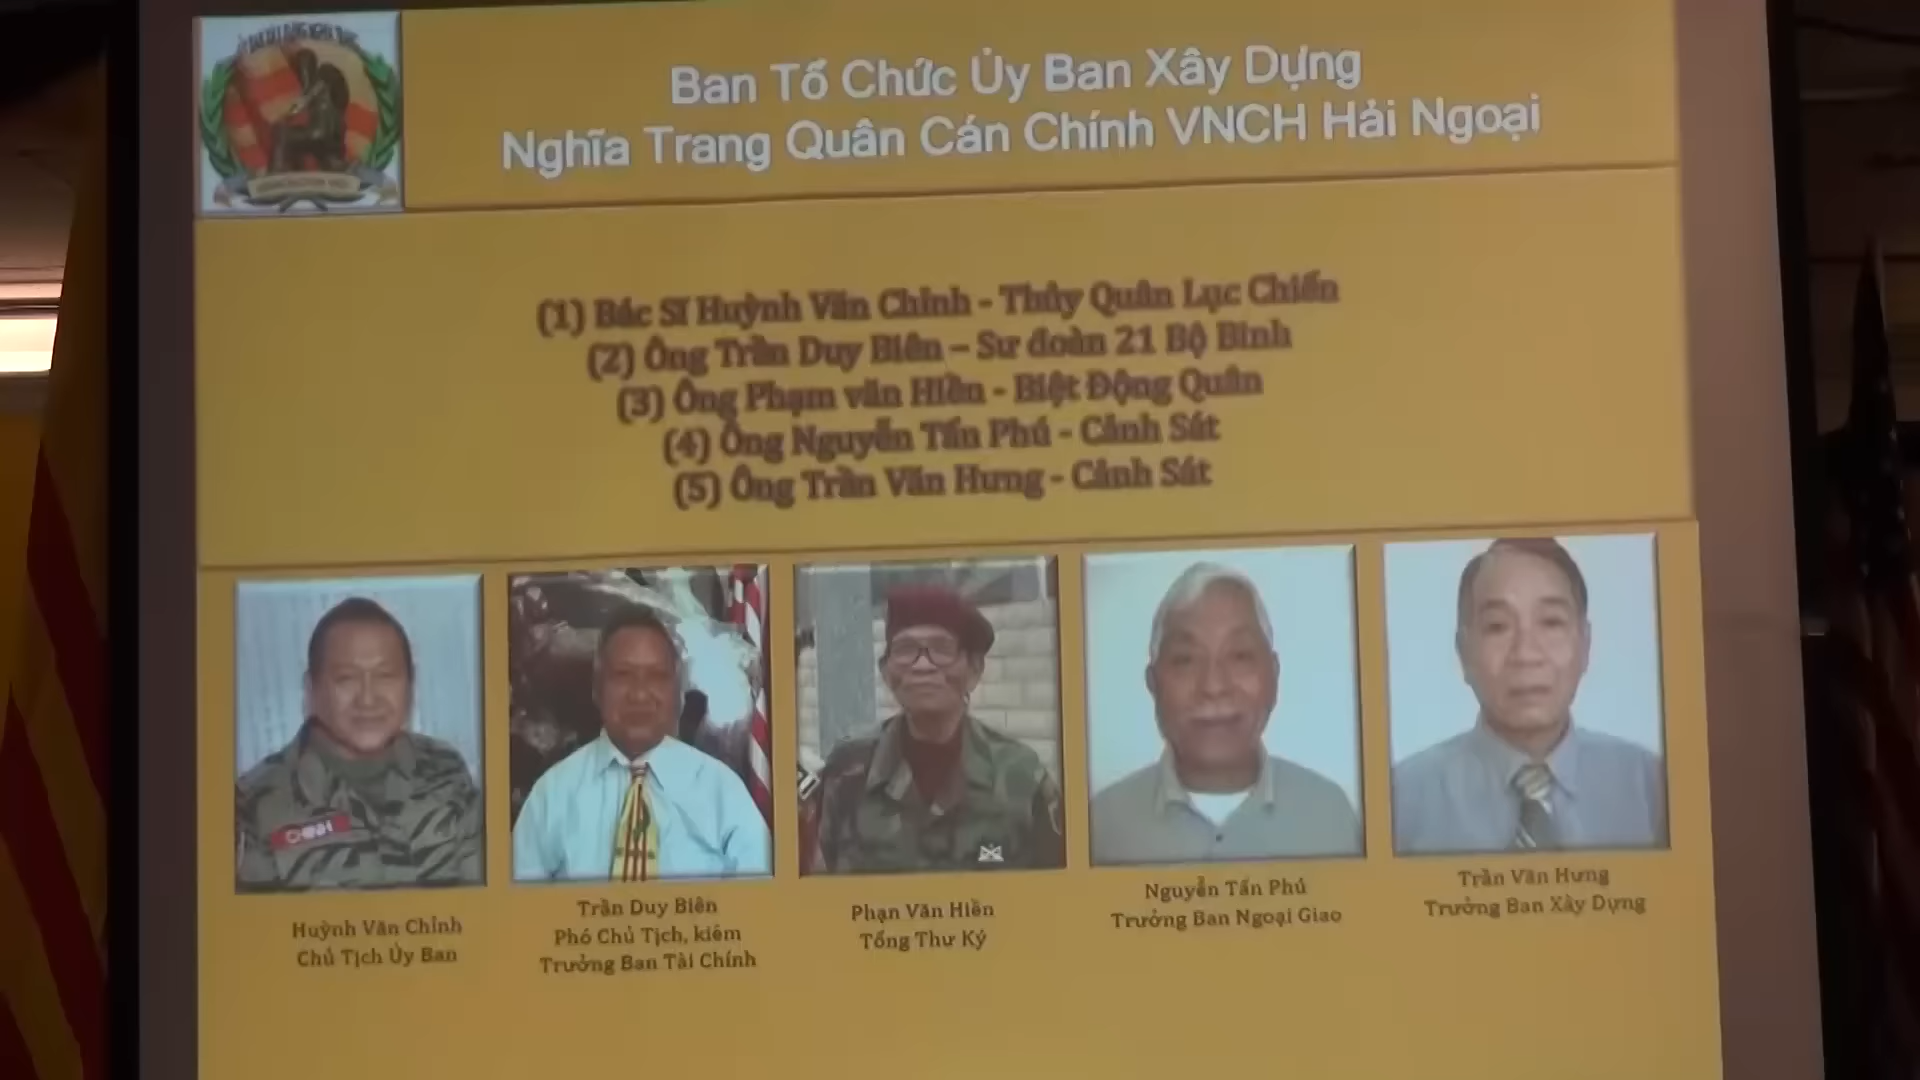 Ban Tổ Chức Ủy Ban Xây Dựng
Nghĩa Trang Quân Cán Chính VNCH Hải Ngoại
(1) Bác Sĩ Huỳnh Văn Chỉnh - Thủy Quân Lục Chiến
(2) Ông Trần Duy Biên – Sư đoàn 21 Bộ Binh
(3) Ông Phạm văn Hiền - Biệt Động Quân
(4) Ông Nguyễn Tấn Phú - Cảnh Sát
(5) Ông Trần Văn Hưng - Cảnh Sát
Huỳnh Văn Chỉnh
Chủ Tịch Ủy Ban
Trần Duy Biên
Phó Chủ Tịch, kiêm
Trưởng Ban Tài Chính
Phạn Văn Hiền
Tổng Thư Ký
Nguyễn Tấn Phú
Trưởng Ban Ngoại Giao
Trần Văn Hưng
Trưởng Ban Xây Dựng